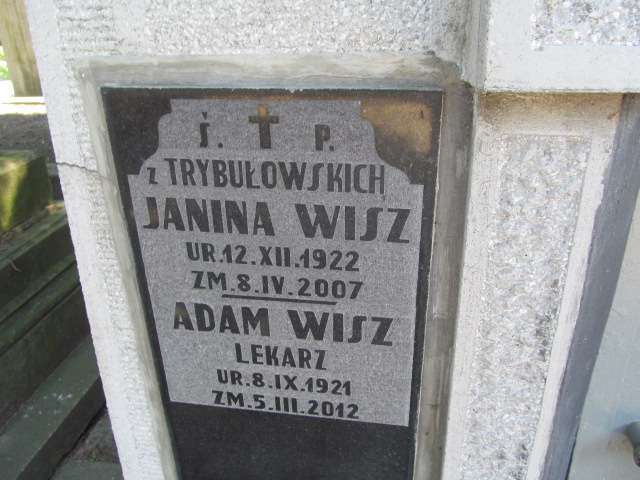 Ś. P.
z TRYBUŁOWSKICH
JANINA WISZ
UR.12.XII.1922
ZM.8.IV.2007
ADAM WISZ
LEKARZ
UR.8.IX.1921
ZM.5.III.2012